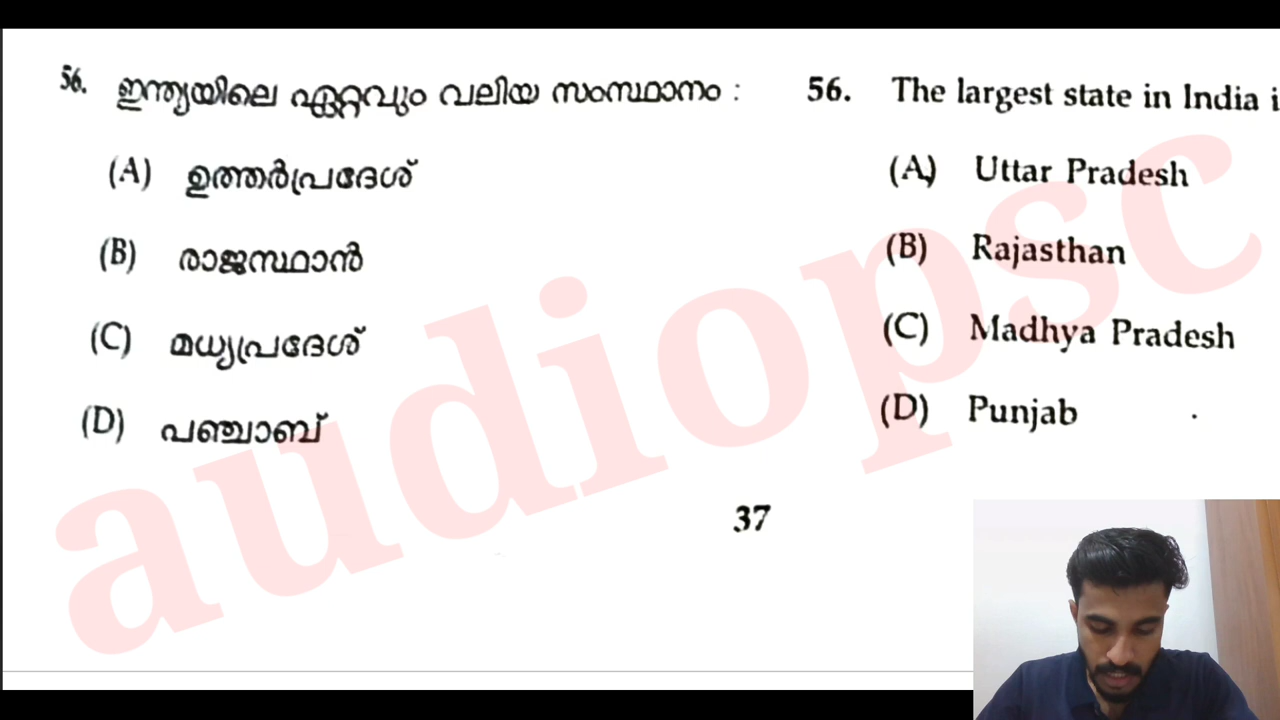 56. ഇന്ത്യയിലെ ഏറ്റവും വലിയ സംസ്ഥാനം :
(A) ഉത്തർപ്രദേശ്
(B) രാജസ്ഥാൻ
(C) മധ്യപ്രദേശ്
(D) പഞ്ചാബ്
56. The largest state in India i
(A) Uttar Pradesh
(B) Rajasthan
(C) Madhya Pradesh
(D) Punjab
37
audiopsc